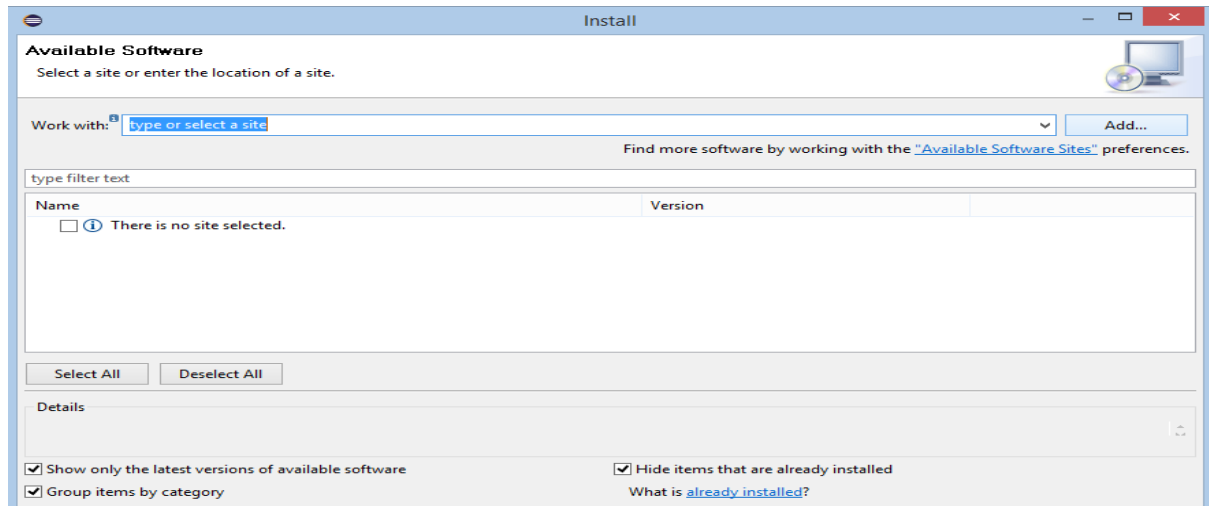 Install
Available Software
Select a site or enter the location of a site.
Work with: type or select a site Add...
Find more software by working with the "Available Software Sites" preferences.
type filter text
Name Version
There is no site selected.
Select All Deselect All
Details
Show only the latest versions of available software Hide items that are already installed
Group items by category What is already installed?